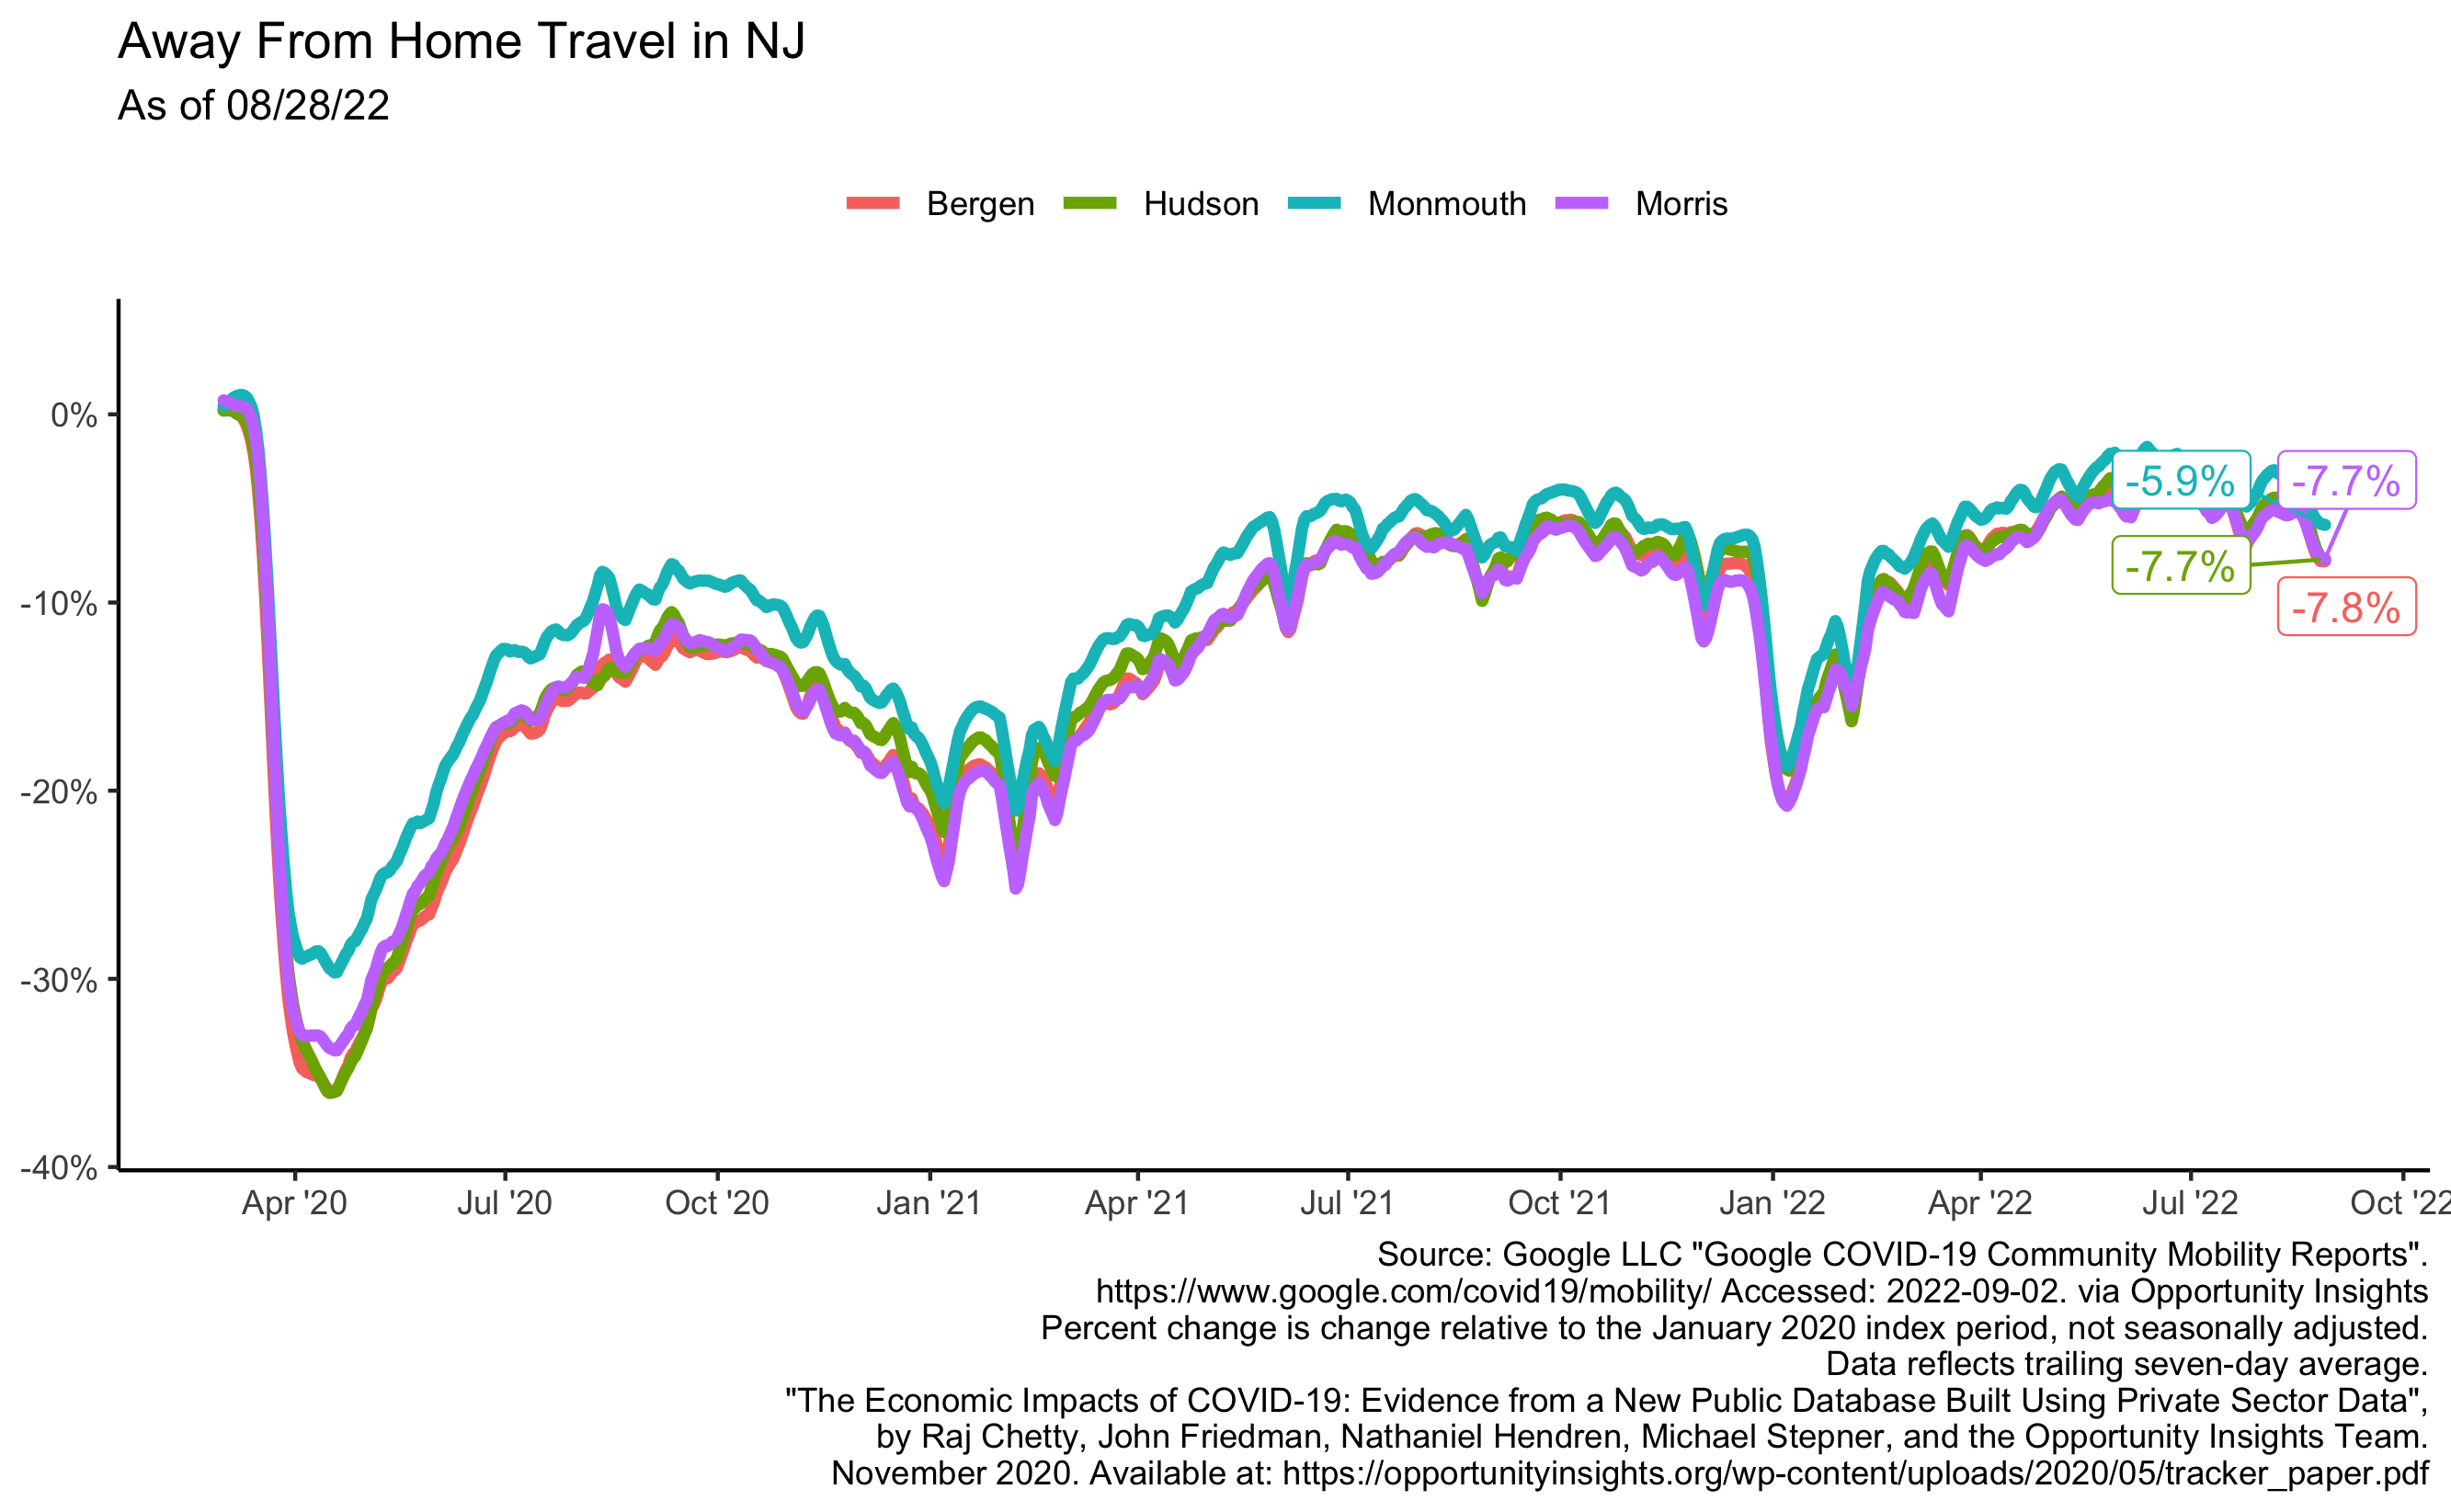 Away From Home Travel in NJ
As of 08/28/22
Bergen Hudson Monmouth Morris
0%
-10%
-20%
-30%
-40%
-5.9%
-7.7%
-7.7%
-7.8%
Apr '20 Jul '20 Oct '20 Jan '21 Apr '21 Jul '21 Oct '21 Jan '22 Apr '22 Jul '22 Oct '22
Source: Google LLC "Google COVID-19 Community Mobility Reports".
https://www.google.com/covid19/mobility/ Accessed: 2022-09-02. via Opportunity Insights
Percent change is change relative to the January 2020 index period, not seasonally adjusted.
Data reflects trailing seven-day average.
"The Economic Impacts of COVID-19: Evidence from a New Public Database Built Using Private Sector Data",
by Raj Chetty, John Friedman, Nathaniel Hendren, Michael Stepner, and the Opportunity Insights Team.
November 2020. Available at: https://opportunityinsights.org/wp-content/uploads/2020/05/tracker_paper.pdf